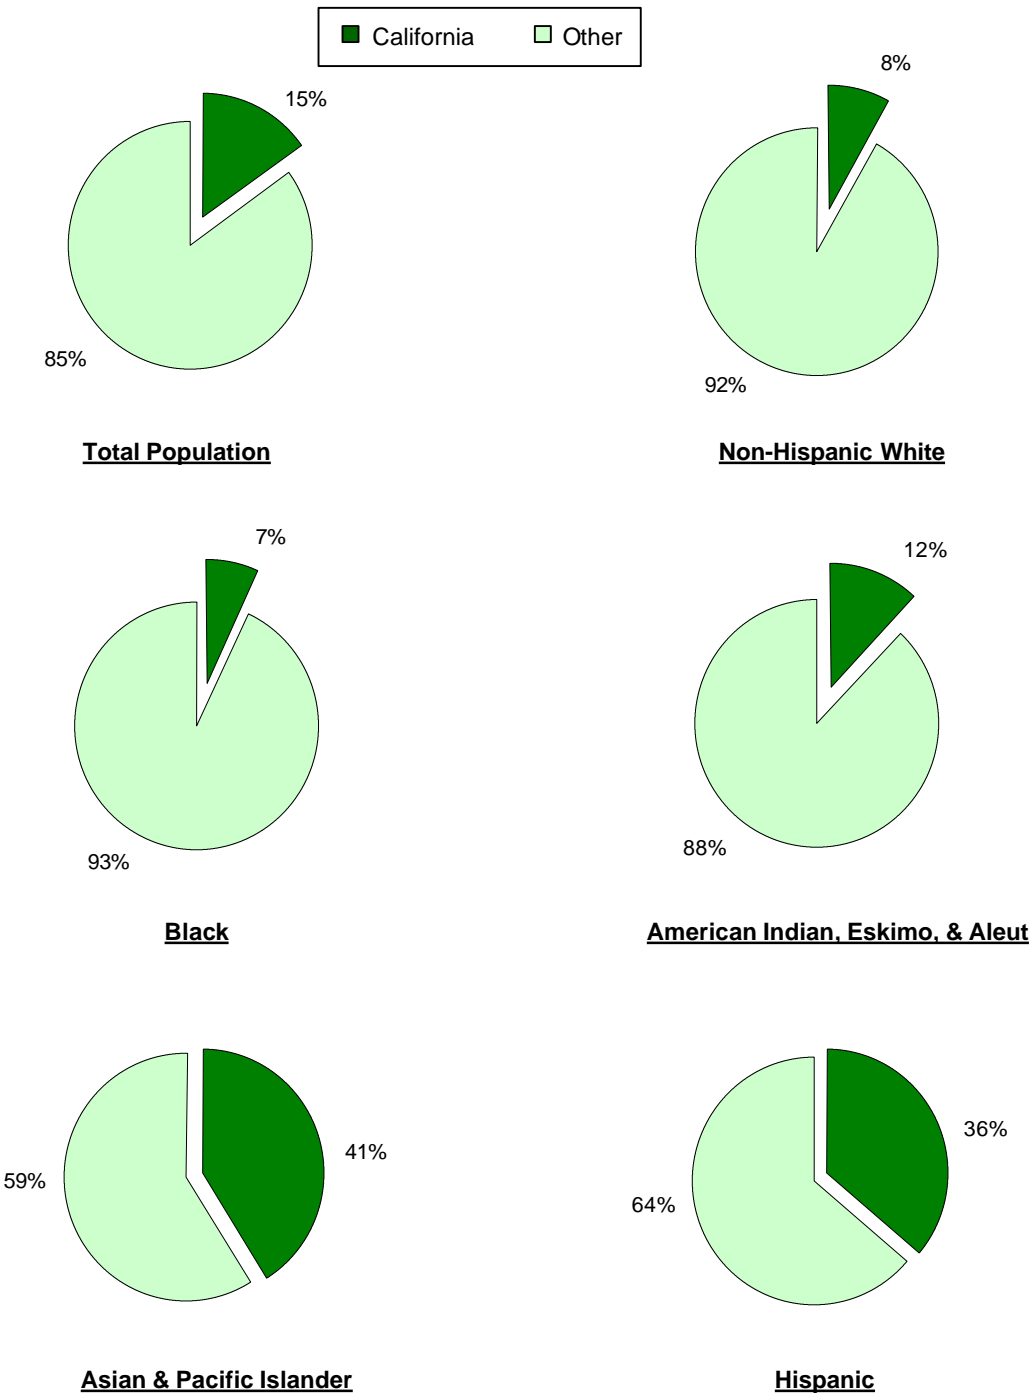 California Other
15%
85%
Total Population
8%
92%
Non-Hispanic White
7%
93%
Black
12%
88%
American Indian, Eskimo, & Aleut
41%
59%
Asian & Pacific Islander
36%
64%
Hispanic